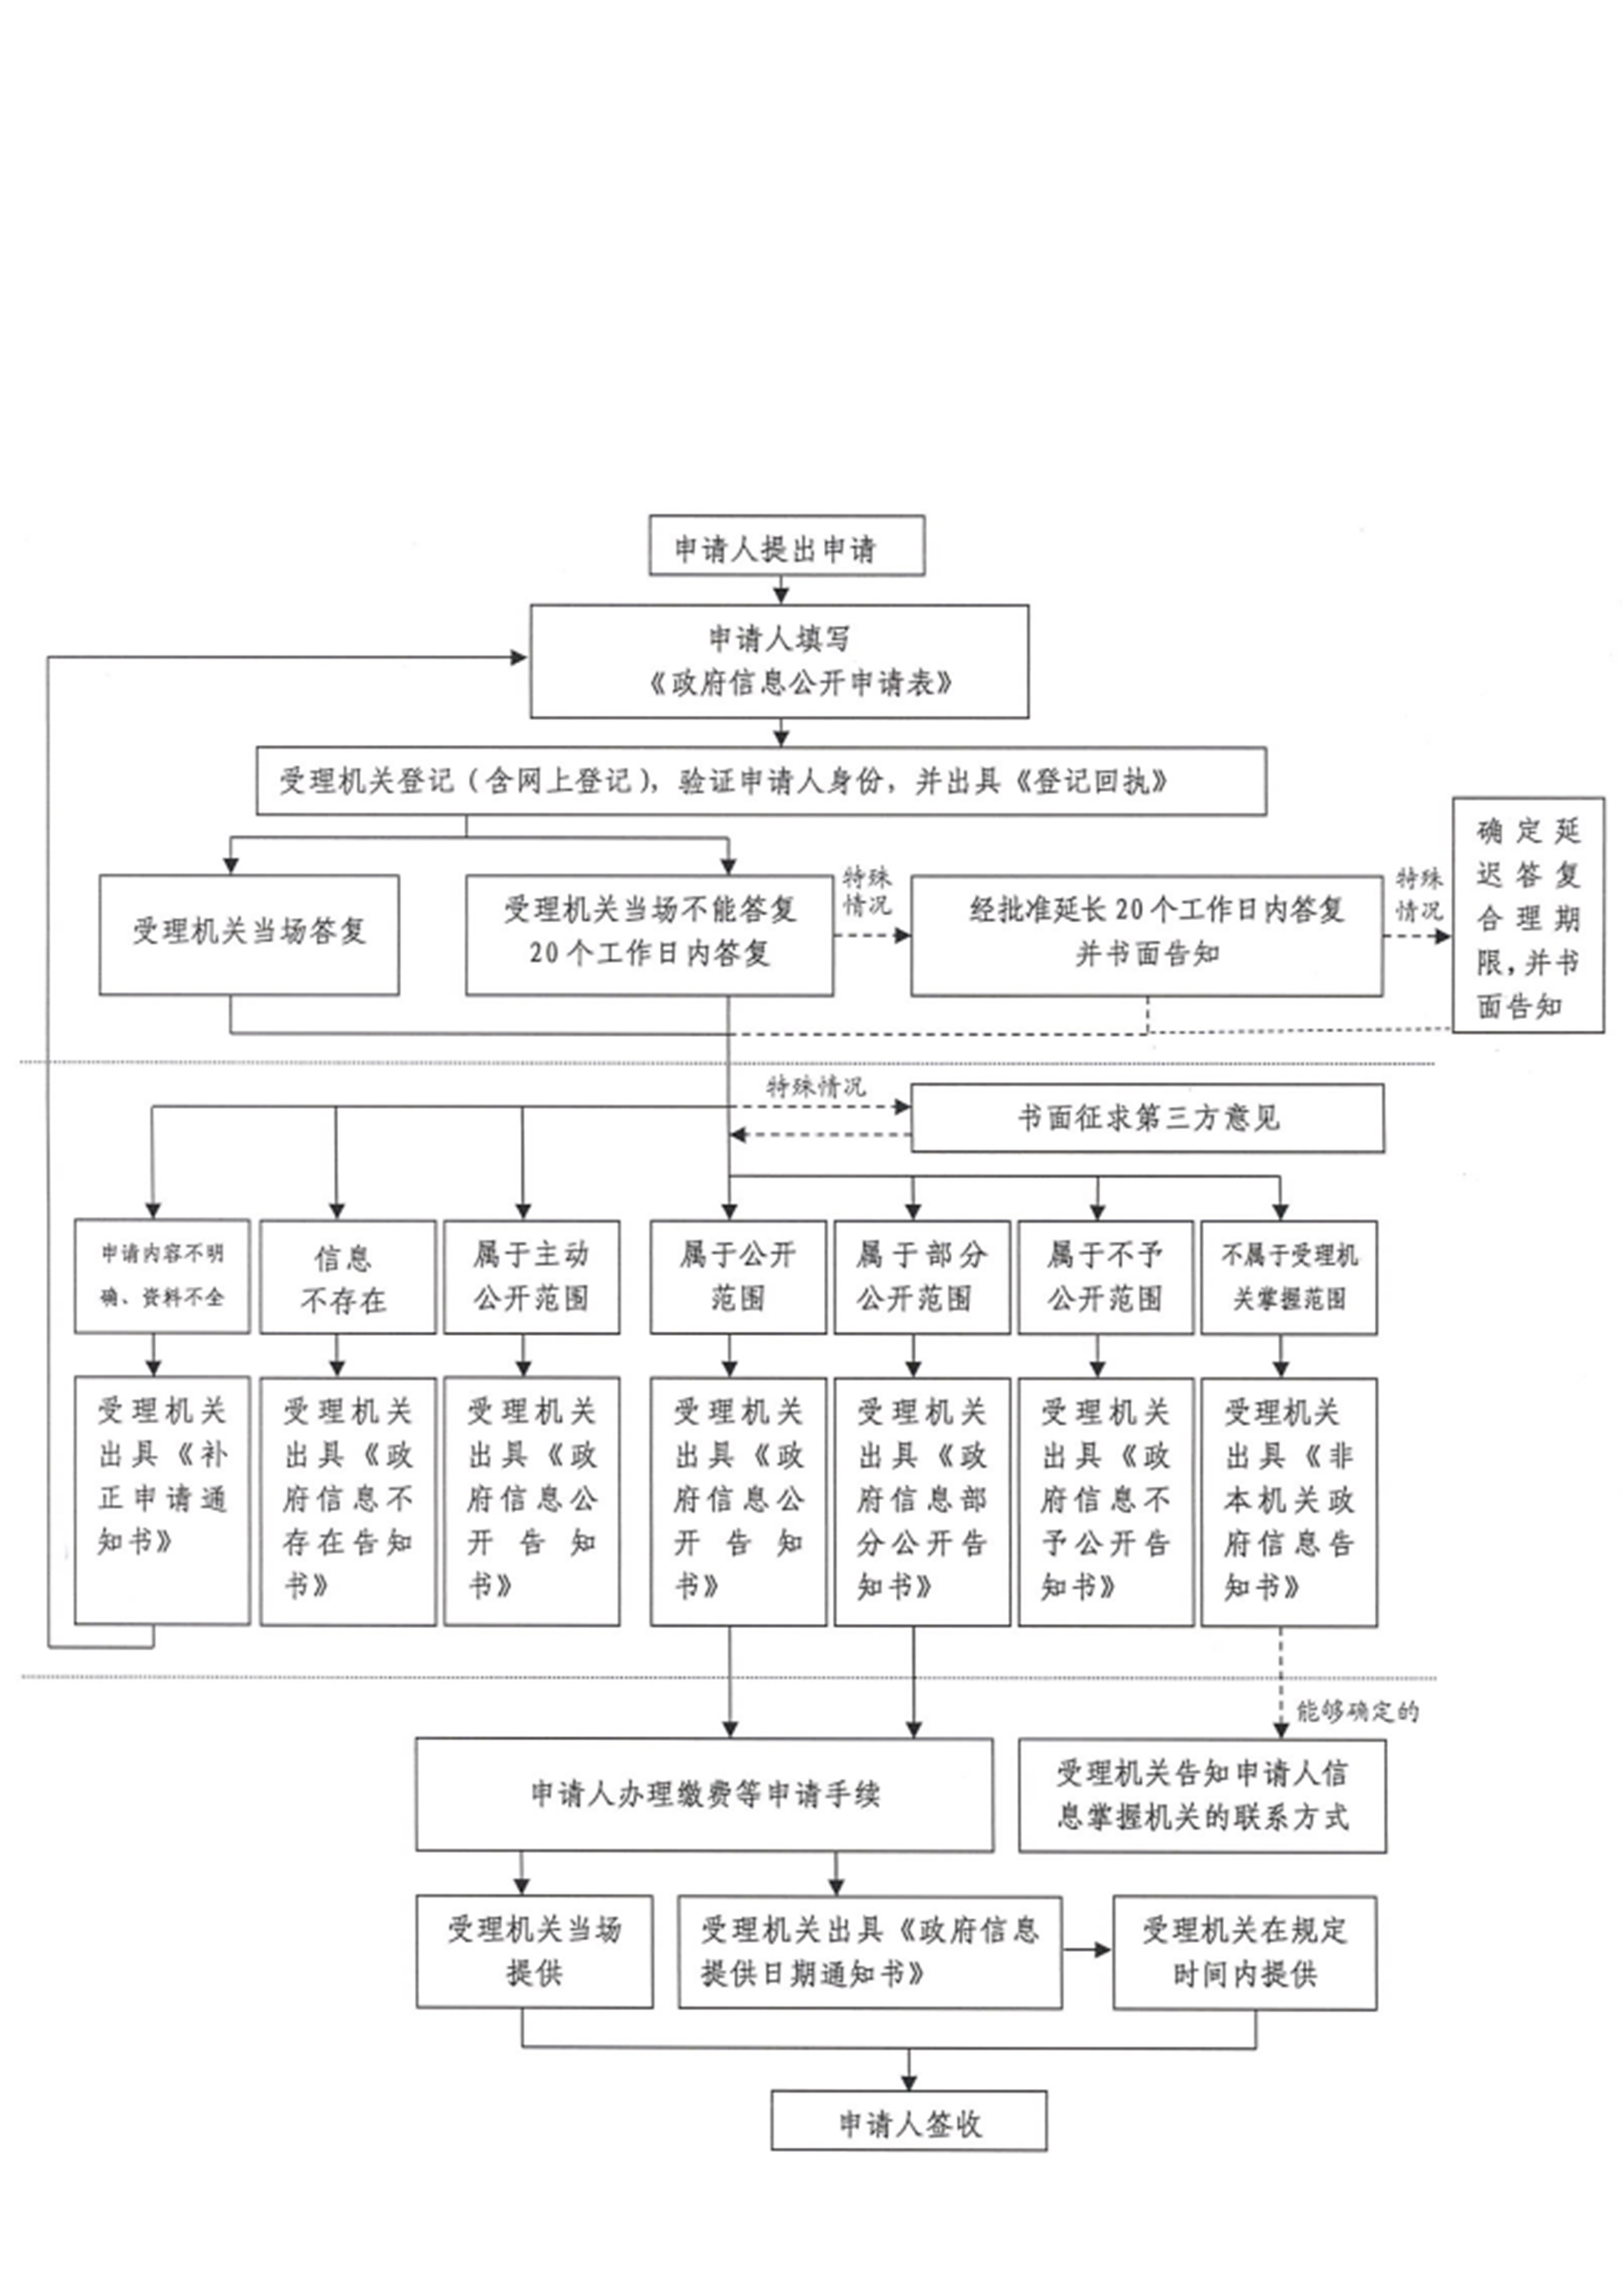 申请人提出申请
申请人填写
《政府信息公开申请表》
受理机关登记（含网上登记），验证申请人身份，并出具《登记回执》
受理机关当场答复
受理机关当场不能答复
20个工作日内答复
特殊
情况
经批准延长20个工作日内答复
并书面告知
特殊
情况
确定延
迟答复
合理期
限，并书
面告知
特殊情况
书面征求第三方意见
申请内容不明
确、资料不全
信息
不存在
属于主动
公开范围
属于公开
范围
属于部分
公开范围
属于不予
公开范围
不属于受理机
关掌握范围
受理机关
出具《补
正申请通
知书》
受理机关
出具《政
府信息不
存在告知
书》
受理机关
出具《政
府信息公
开告知
书》
受理机关
出具《政
府信息公
开告知
书》
受理机关
出具《政
府信息部
分公开告
知书》
受理机关
出具《政
府信息不
予公开告
知书》
受理机关
出具《非
本机关政
府信息告
知书》
能够确定的
申请人办理缴费等申请手续
受理机关告知申请人信
息掌握机关的联系方式
受理机关当场
提供
受理机关出具《政府信息
提供日期通知书》
受理机关在规定
时间内提供
申请人签收